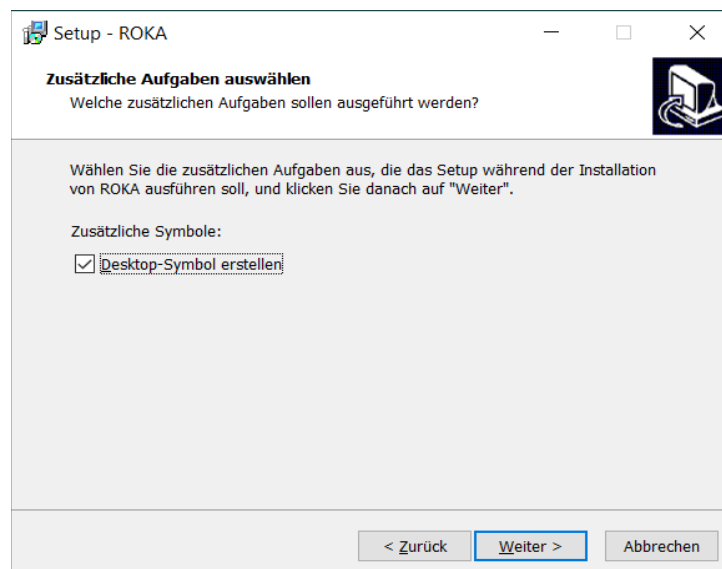 Setup - ROKA
Zusätzliche Aufgaben auswählen
Welche zusätzlichen Aufgaben sollen ausgeführt werden?
Wählen Sie die zusätzlichen Aufgaben aus, die das Setup während der Installation
von ROKA ausführen soll, und klicken Sie danach auf "Weiter".
Zusätzliche Symbole:
Desktop-Symbol erstellen
< Zurück
Weiter >
Abbrechen